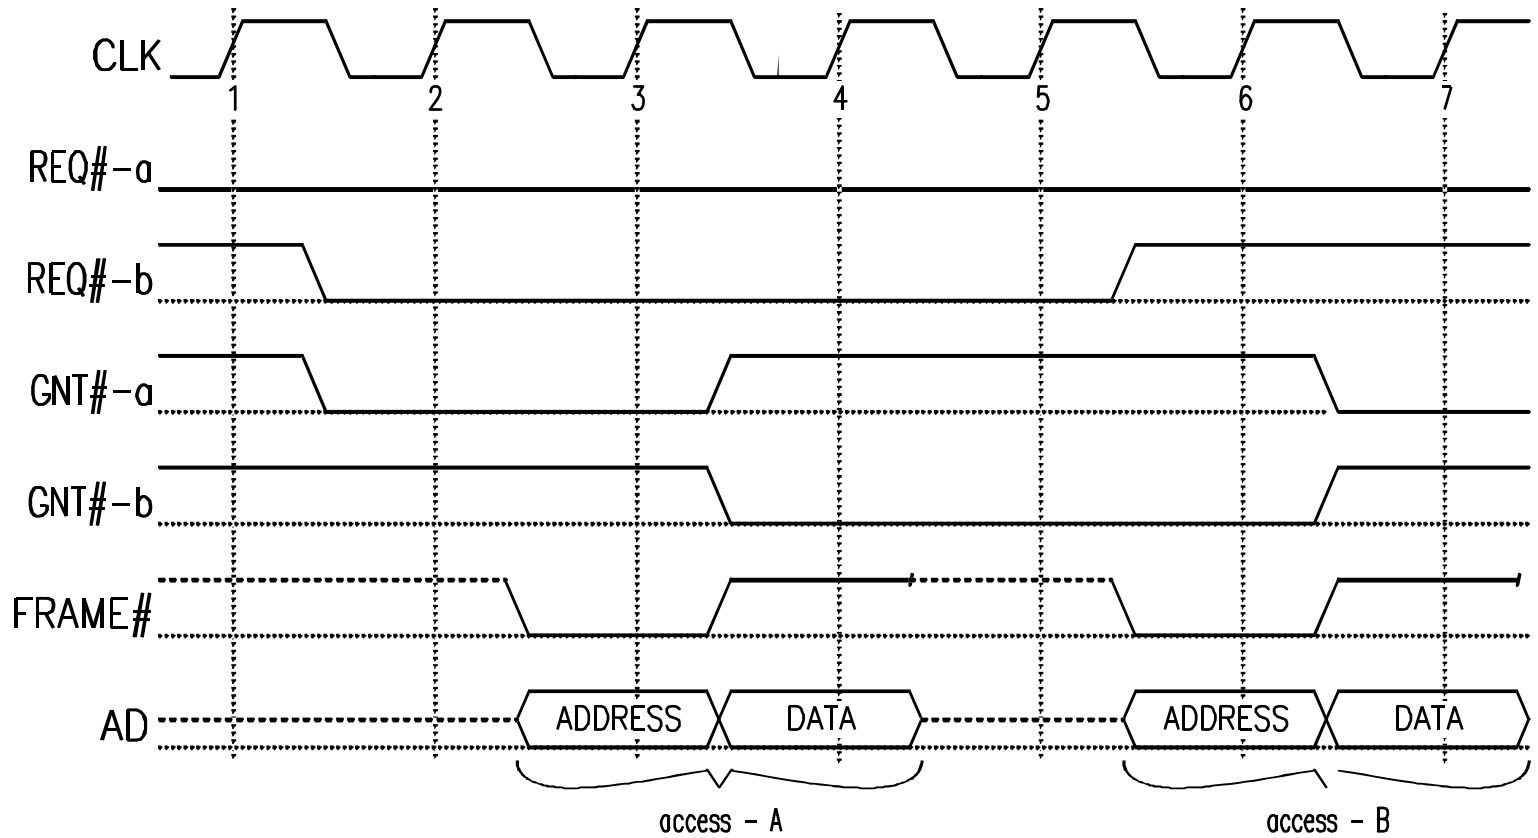 CLK
1 2 3 4 5 6 7
REQ#-a
REQ#-b
GNT#-a
GNT#-b
FRAME#
AD ADDRESS DATA ADDRESS DATA
access - A access - B